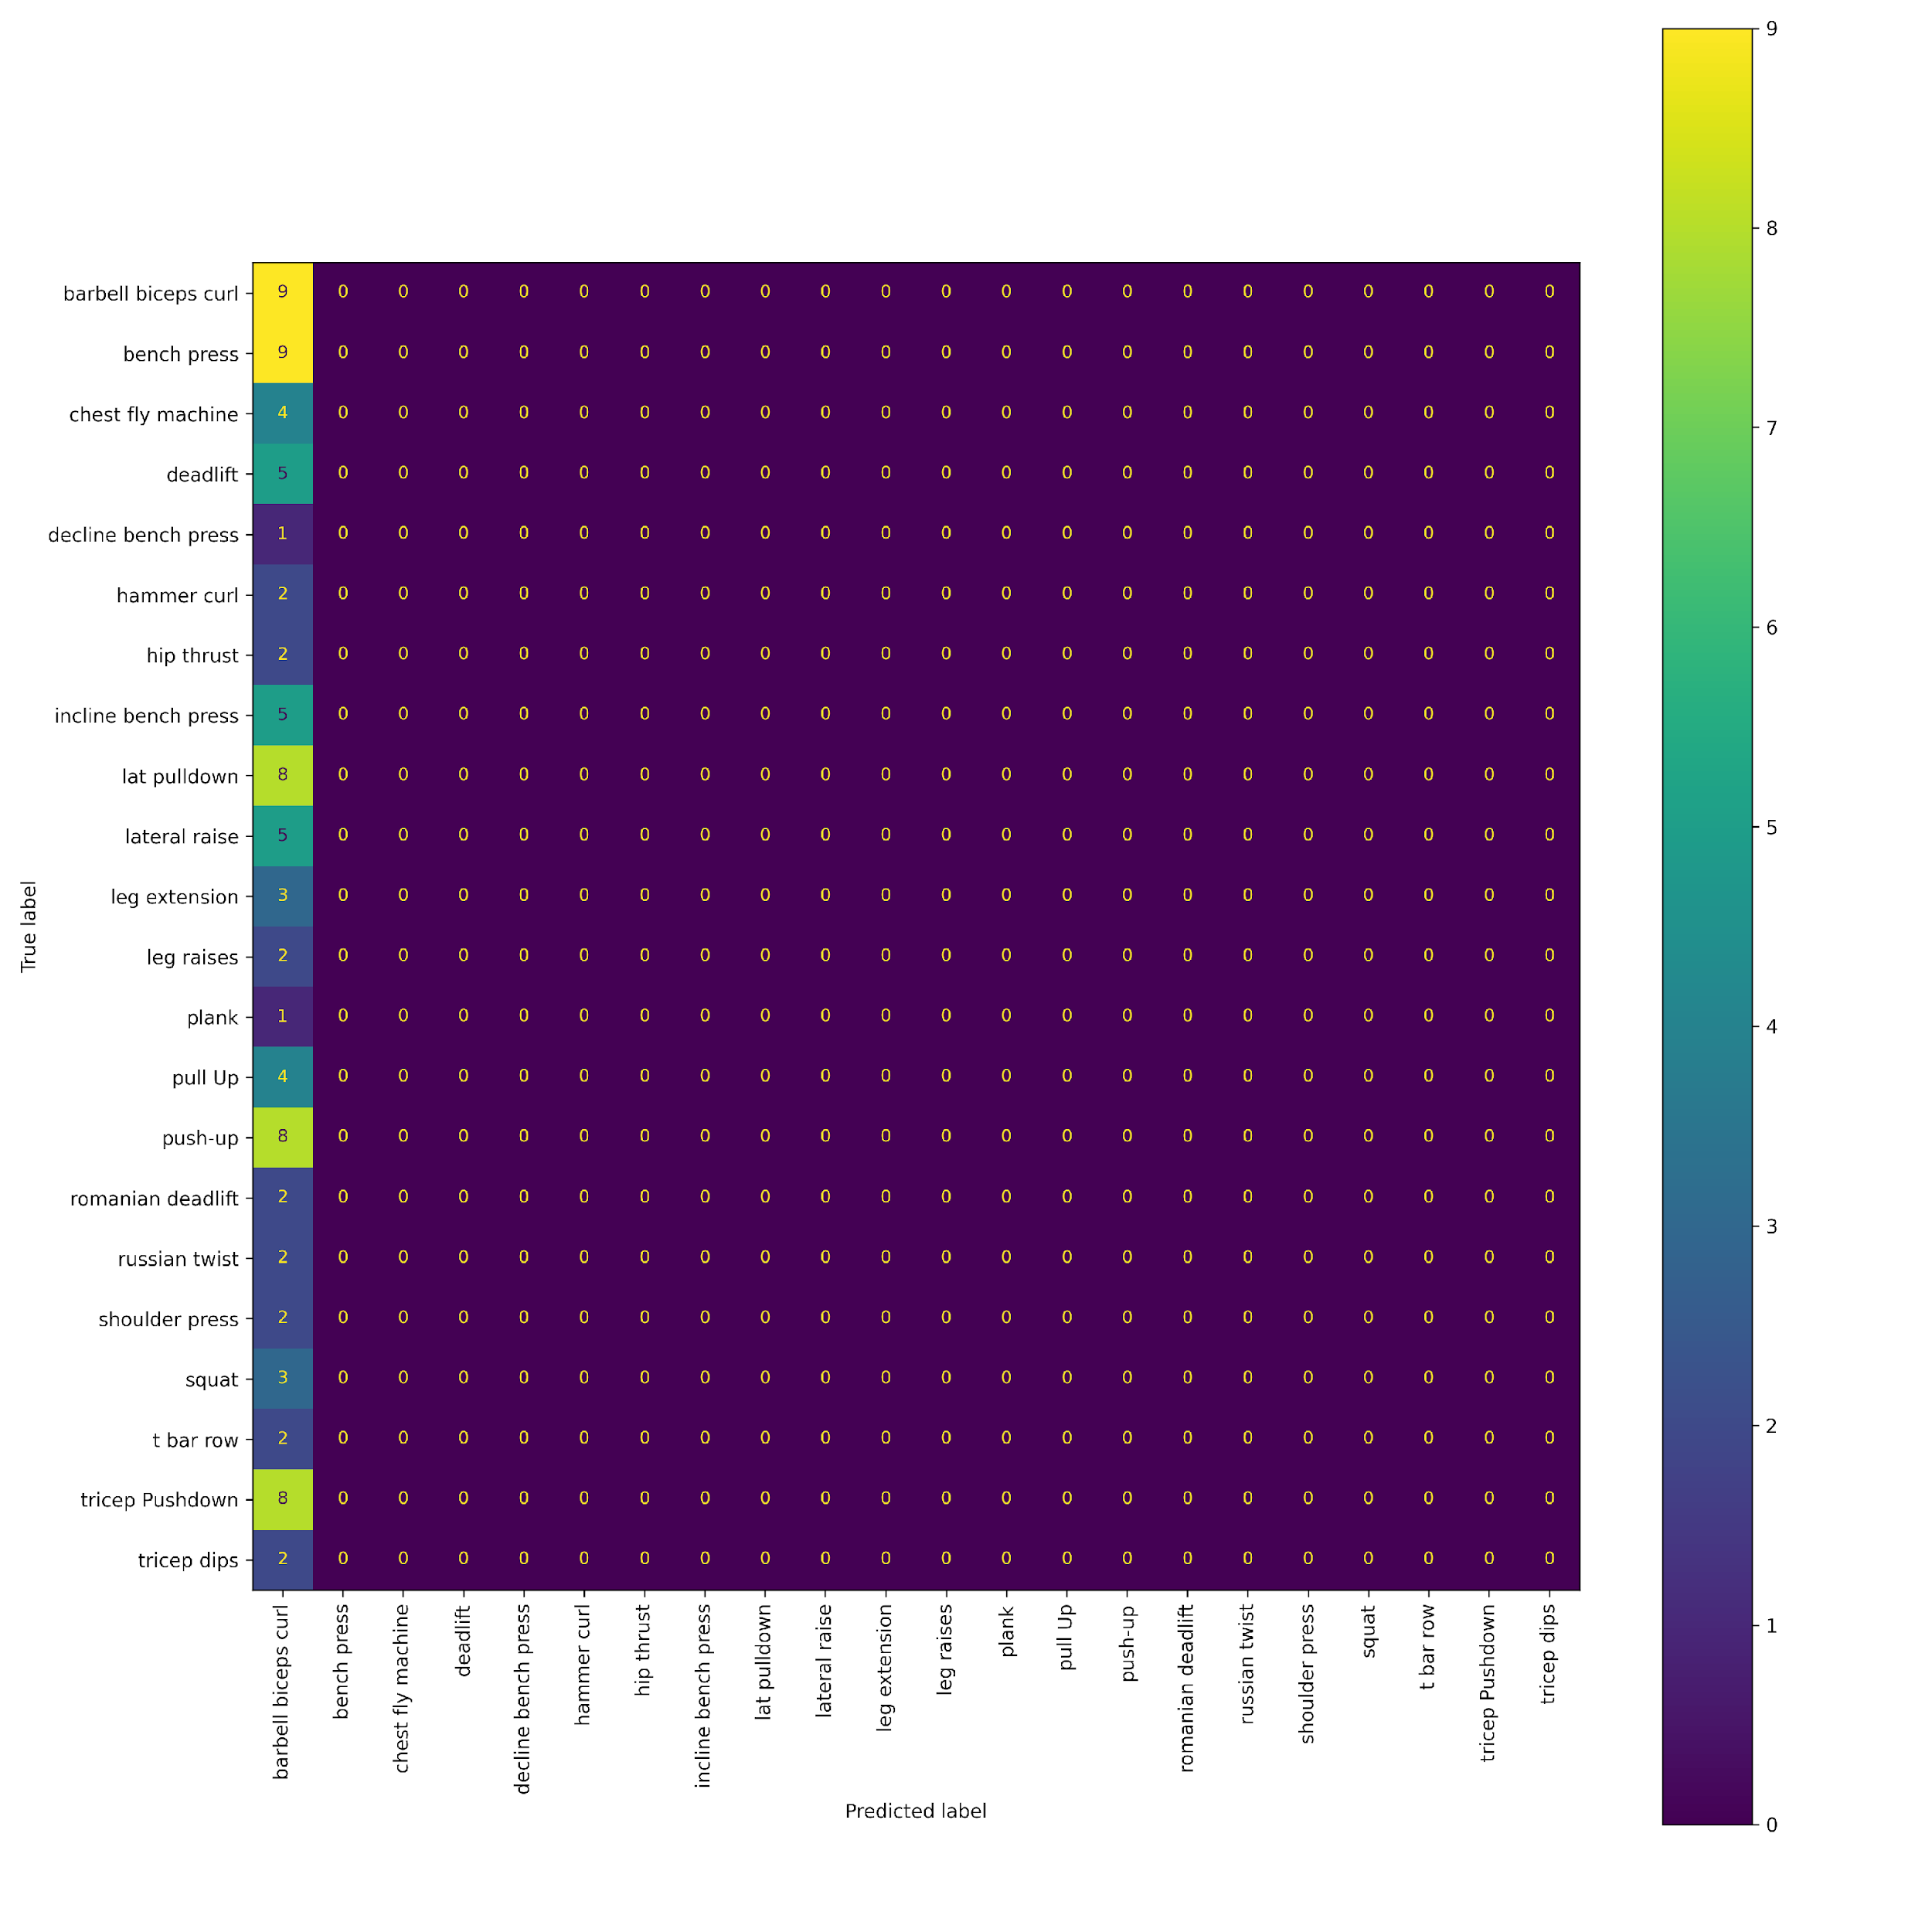 barbell biceps curl 9 0 0 0 0 0 0 0 0 0 0 0 0 0 0 0 0 0 0 0 0 0
bench press 9 0 0 0 0 0 0 0 0 0 0 0 0 0 0 0 0 0 0 0 0 0
chest fly machine 4 0 0 0 0 0 0 0 0 0 0 0 0 0 0 0 0 0 0 0 0 0
deadlift 5 0 0 0 0 0 0 0 0 0 0 0 0 0 0 0 0 0 0 0 0 0
decline bench press 1 0 0 0 0 0 0 0 0 0 0 0 0 0 0 0 0 0 0 0 0 0
hammer curl 2 0 0 0 0 0 0 0 0 0 0 0 0 0 0 0 0 0 0 0 0 0
hip thrust 2 0 0 0 0 0 0 0 0 0 0 0 0 0 0 0 0 0 0 0 0 0
incline bench press 5 0 0 0 0 0 0 0 0 0 0 0 0 0 0 0 0 0 0 0 0 0
lat pulldown 8 0 0 0 0 0 0 0 0 0 0 0 0 0 0 0 0 0 0 0 0 0
lateral raise 5 0 0 0 0 0 0 0 0 0 0 0 0 0 0 0 0 0 0 0 0 0
leg extension 3 0 0 0 0 0 0 0 0 0 0 0 0 0 0 0 0 0 0 0 0 0
leg raises 2 0 0 0 0 0 0 0 0 0 0 0 0 0 0 0 0 0 0 0 0 0
plank 1 0 0 0 0 0 0 0 0 0 0 0 0 0 0 0 0 0 0 0 0 0
pull Up 4 0 0 0 0 0 0 0 0 0 0 0 0 0 0 0 0 0 0 0 0 0
push-up 8 0 0 0 0 0 0 0 0 0 0 0 0 0 0 0 0 0 0 0 0 0
romanian deadlift 2 0 0 0 0 0 0 0 0 0 0 0 0 0 0 0 0 0 0 0 0 0
russian twist 2 0 0 0 0 0 0 0 0 0 0 0 0 0 0 0 0 0 0 0 0 0
shoulder press 2 0 0 0 0 0 0 0 0 0 0 0 0 0 0 0 0 0 0 0 0 0
squat 3 0 0 0 0 0 0 0 0 0 0 0 0 0 0 0 0 0 0 0 0 0
t bar row 2 0 0 0 0 0 0 0 0 0 0 0 0 0 0 0 0 0 0 0 0 0
tricep Pushdown 8 0 0 0 0 0 0 0 0 0 0 0 0 0 0 0 0 0 0 0 0 0
tricep dips 2 0 0 0 0 0 0 0 0 0 0 0 0 0 0 0 0 0 0 0 0 0
True label
barbell biceps curl
bench press
chest fly machine
deadlift
decline bench press
hammer curl
hip thrust
incline bench press
lat pulldown
lateral raise
leg extension
leg raises
plank
pull Up
push-up
romanian deadlift
russian twist
shoulder press
squat
t bar row
tricep Pushdown
tricep dips
Predicted label
9
8
7
6
5
4
3
2
1
0